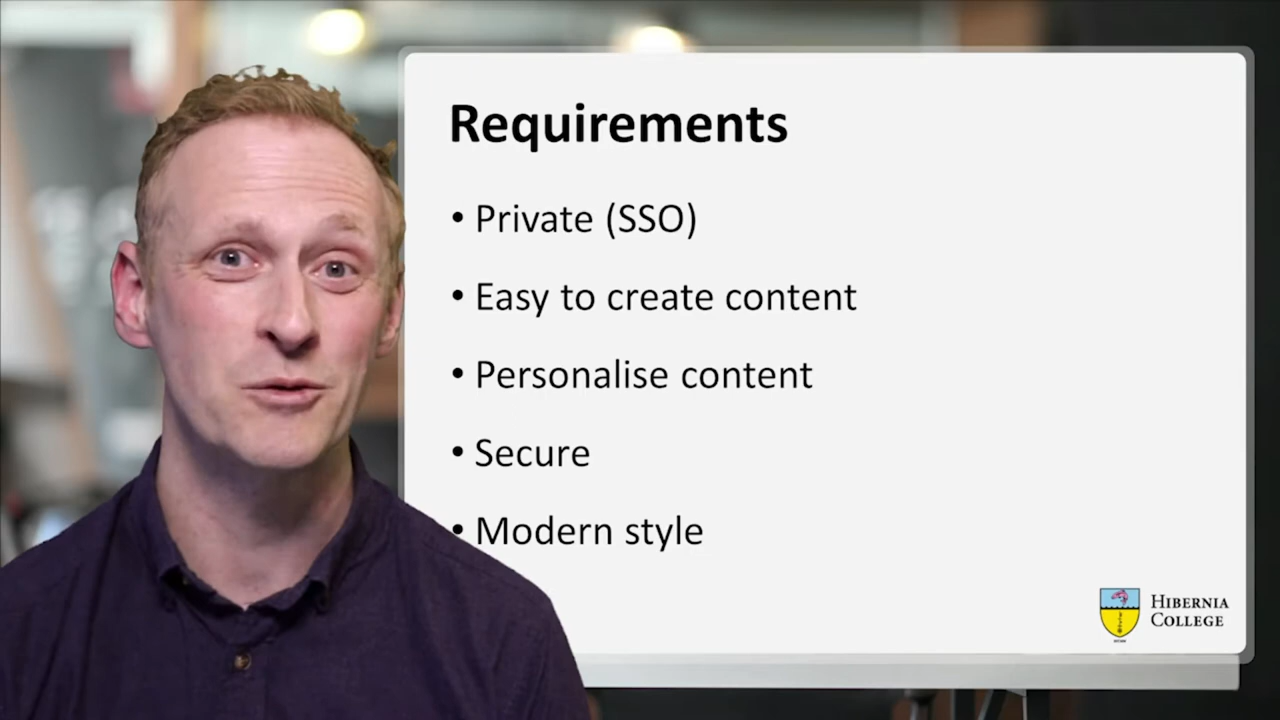 Requirements
• Private (SSO)
• Easy to create content
• Personalise content
• Secure
• Modern style
HIBERNIA
COLLEGE